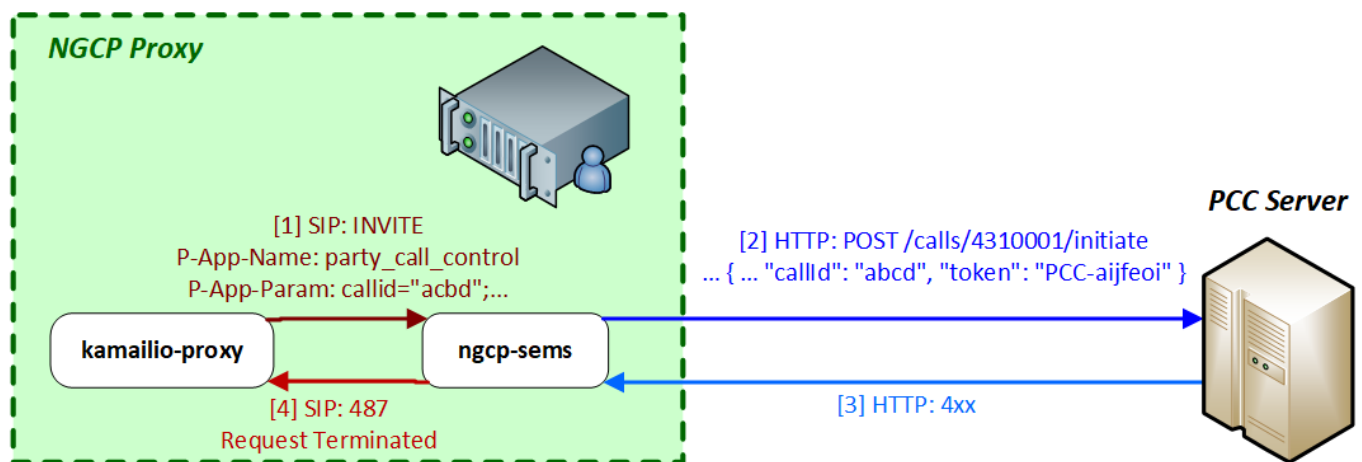 NGCP Proxy
PCC Server
[1] SIP: INVITE
P-App-Name: party_call_control
P-App-Param: callid="acbd";...
[2] HTTP: POST /calls/4310001/initiate
... { ... "callId": "abcd", "token": "PCC-aijfeoi" }
kamailio-proxy
ngcp-sems
[3] HTTP: 4xx
[4] SIP: 487
Request Terminated